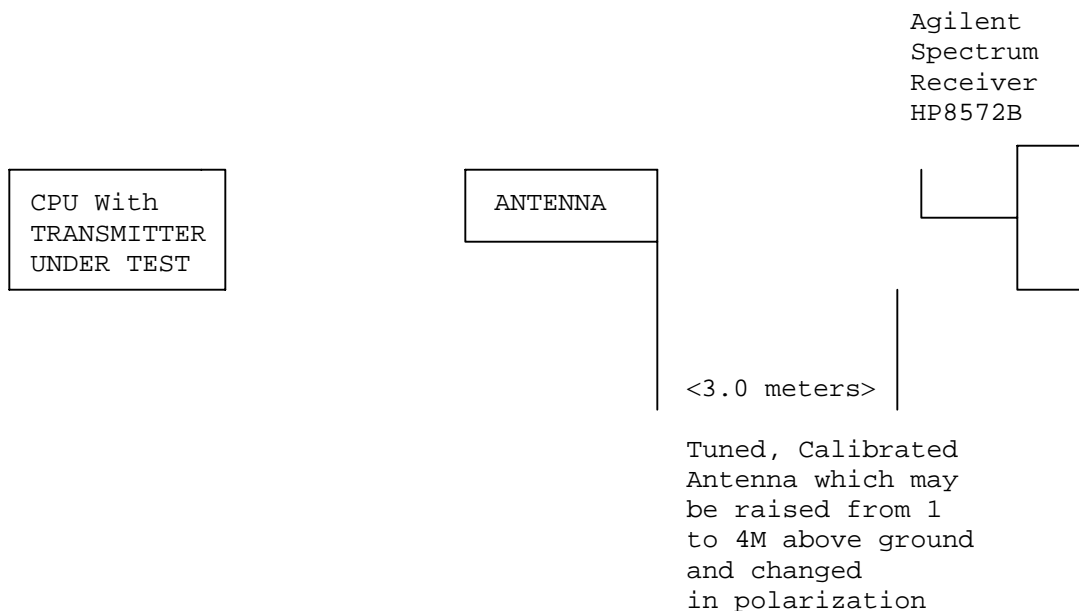 Agilent
Spectrum
Receiver
HP8572B
CPU With
TRANSMITTER
UNDER TEST
ANTENNA
<3.0 meters>
Tuned, Calibrated
Antenna which may
be raised from 1
to 4M above ground
and changed
in polarization